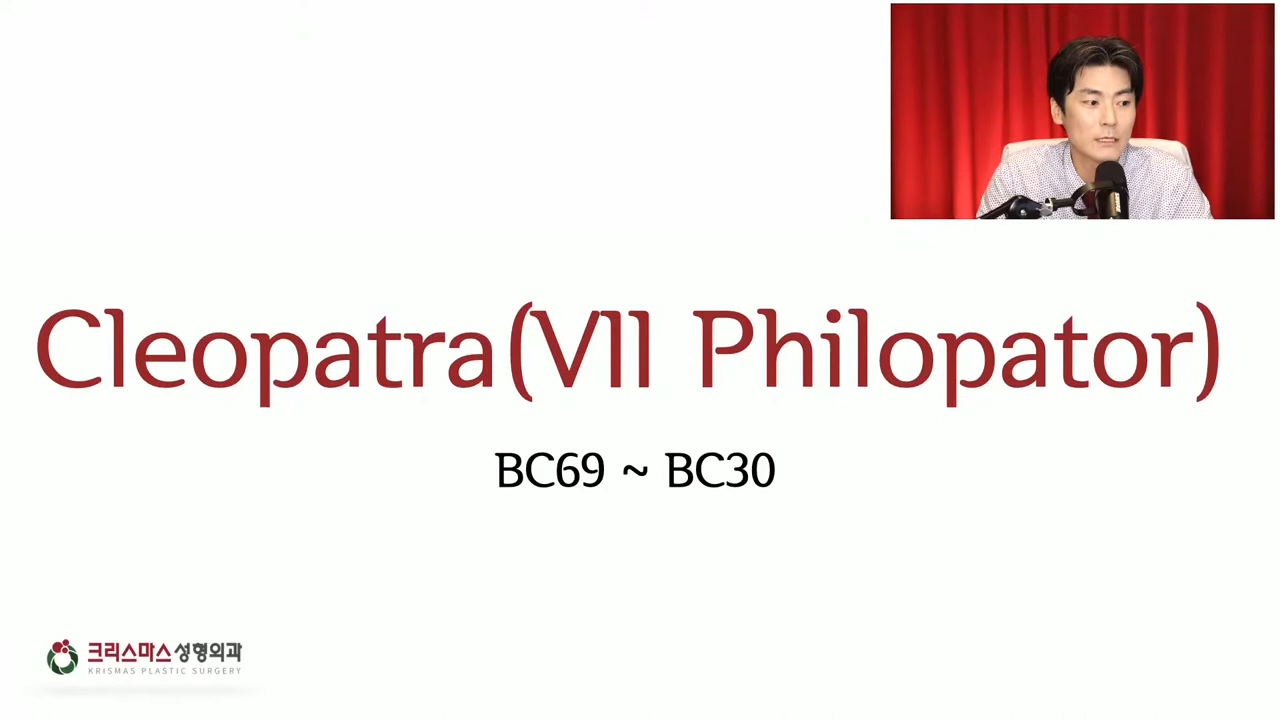 Cleopatra(VII Philopator)
BC69 ~ BC30
크리스마스성형외과
KRISMAS PLASTIC SURGERY